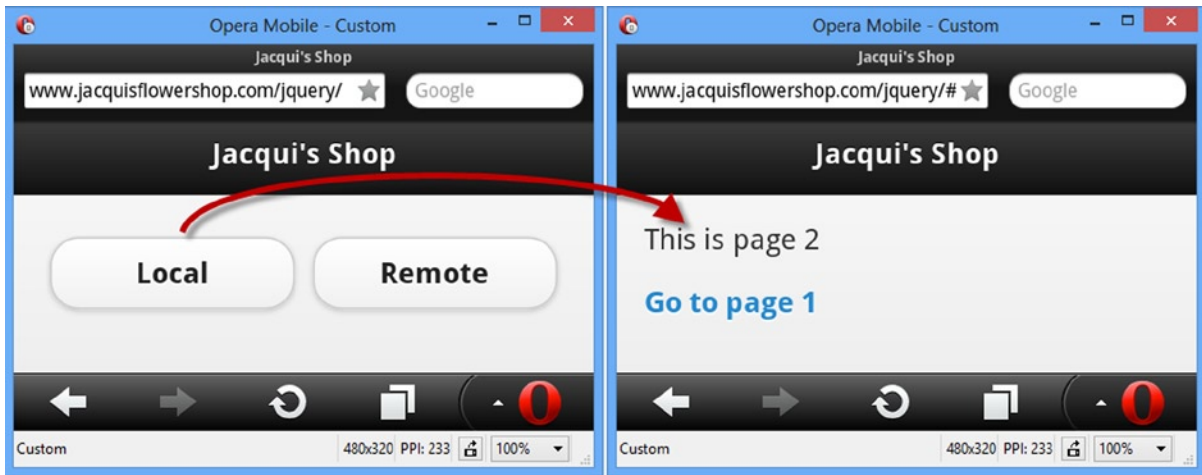 Opera Mobile - Custom
Jacqui's Shop
www.jacquisflowershop.com/jquery/
Google
Jacqui's Shop
Local
Remote
Custom
480x320
PPI: 233
100%
Opera Mobile - Custom
Jacqui's Shop
www.jacquisflowershop.com/jquery/#
Google
Jacqui's Shop
This is page 2
Go to page 1
Custom
480x320
PPI: 233
100%